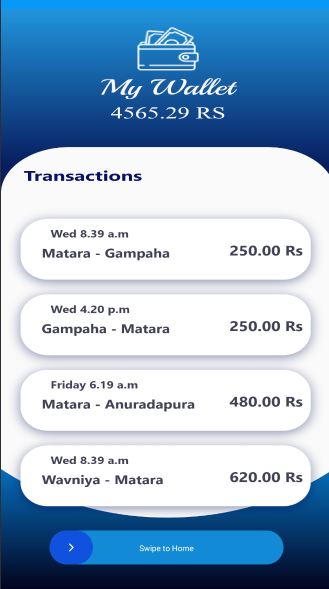 My Wallet
4565.29 RS
Transactions
Wed 8.39 a.m
Matara - Gampaha
250.00 Rs
Wed 4.20 p.m
Gampaha - Matara
250.00 Rs
Friday 6.19 a.m
Matara - Anuradapura
480.00 Rs
Wed 8.39 a.m
Wavniya - Matara
620.00 Rs
Swipe to Home